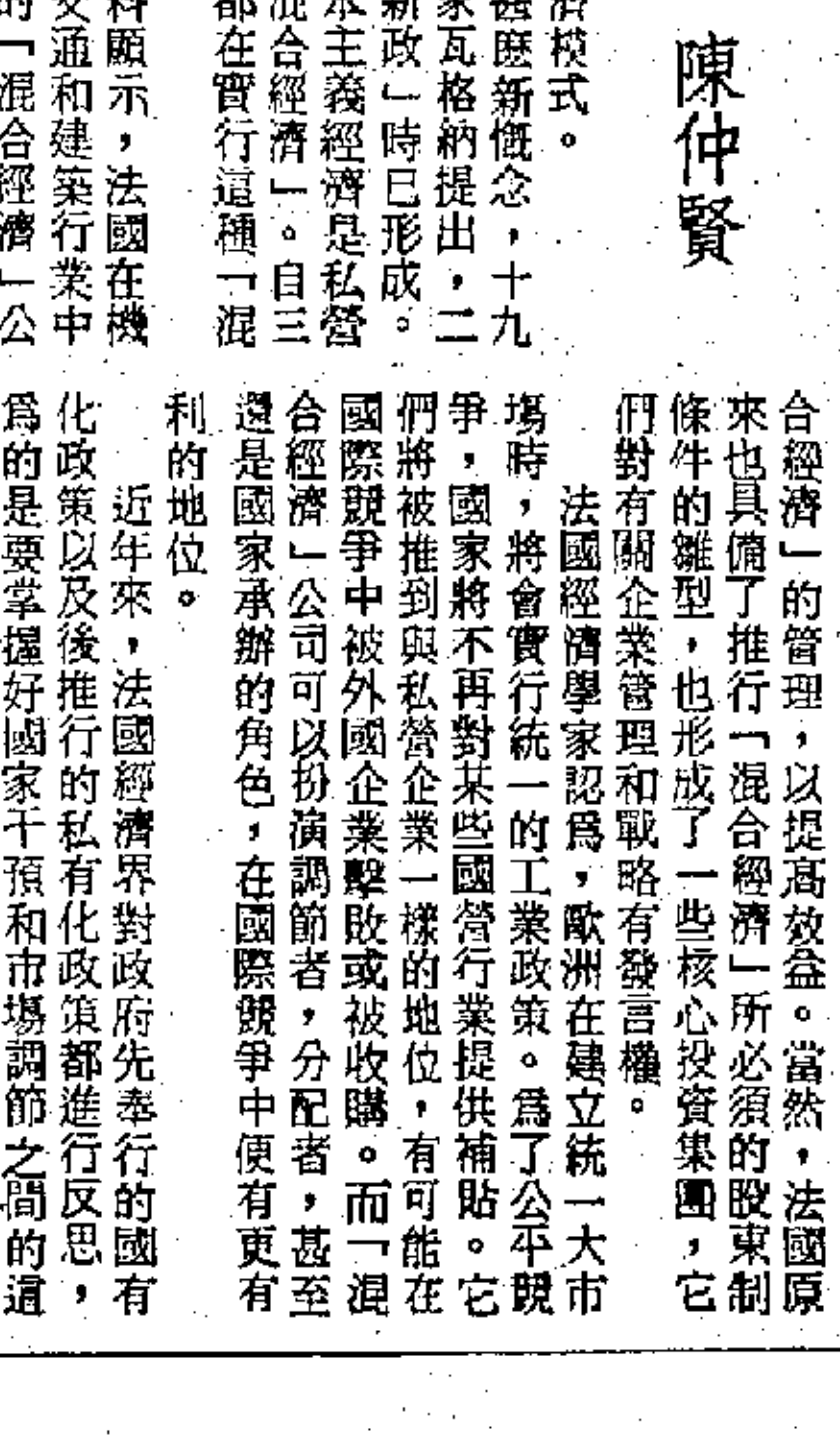 陳仲賢
濟模式。
甚麽新慨念，十九
家瓦格納提出，二
新政」時已形成。
本主義經濟是私營
混合經濟」。自三
都在實行這種「混
料顯示，法國在機
交通和建築行業中
的「混合經濟」公
合經濟」的管理，以提高效益。當然，法國原
來也具備了推行「混合經濟」所必須的股東制
條件的雛型，也形成了一些核心投資集團，它
們對有關企業管理和戰略有發言權。
法國經濟學家認爲，歐洲在建立統一大市
場時，將會實行統一的工業政策。爲了公平競
爭，國家將不再對某些國營行業提供補貼。它
們將被推到與私營企業一樣的地位，有可能在
國際競爭中被外國企業擊敗或被收購。而「混
合經濟」公司可以扮演調節者，分配者，甚至
還是國家承辦的角色，在國際競爭中便有更有
利的地位。
近年來，法國經濟界對政府先奉行的國有
化政策以及後推行的私有化政策都進行反思，
爲的是要掌握好國家干預和市場調節之間的這